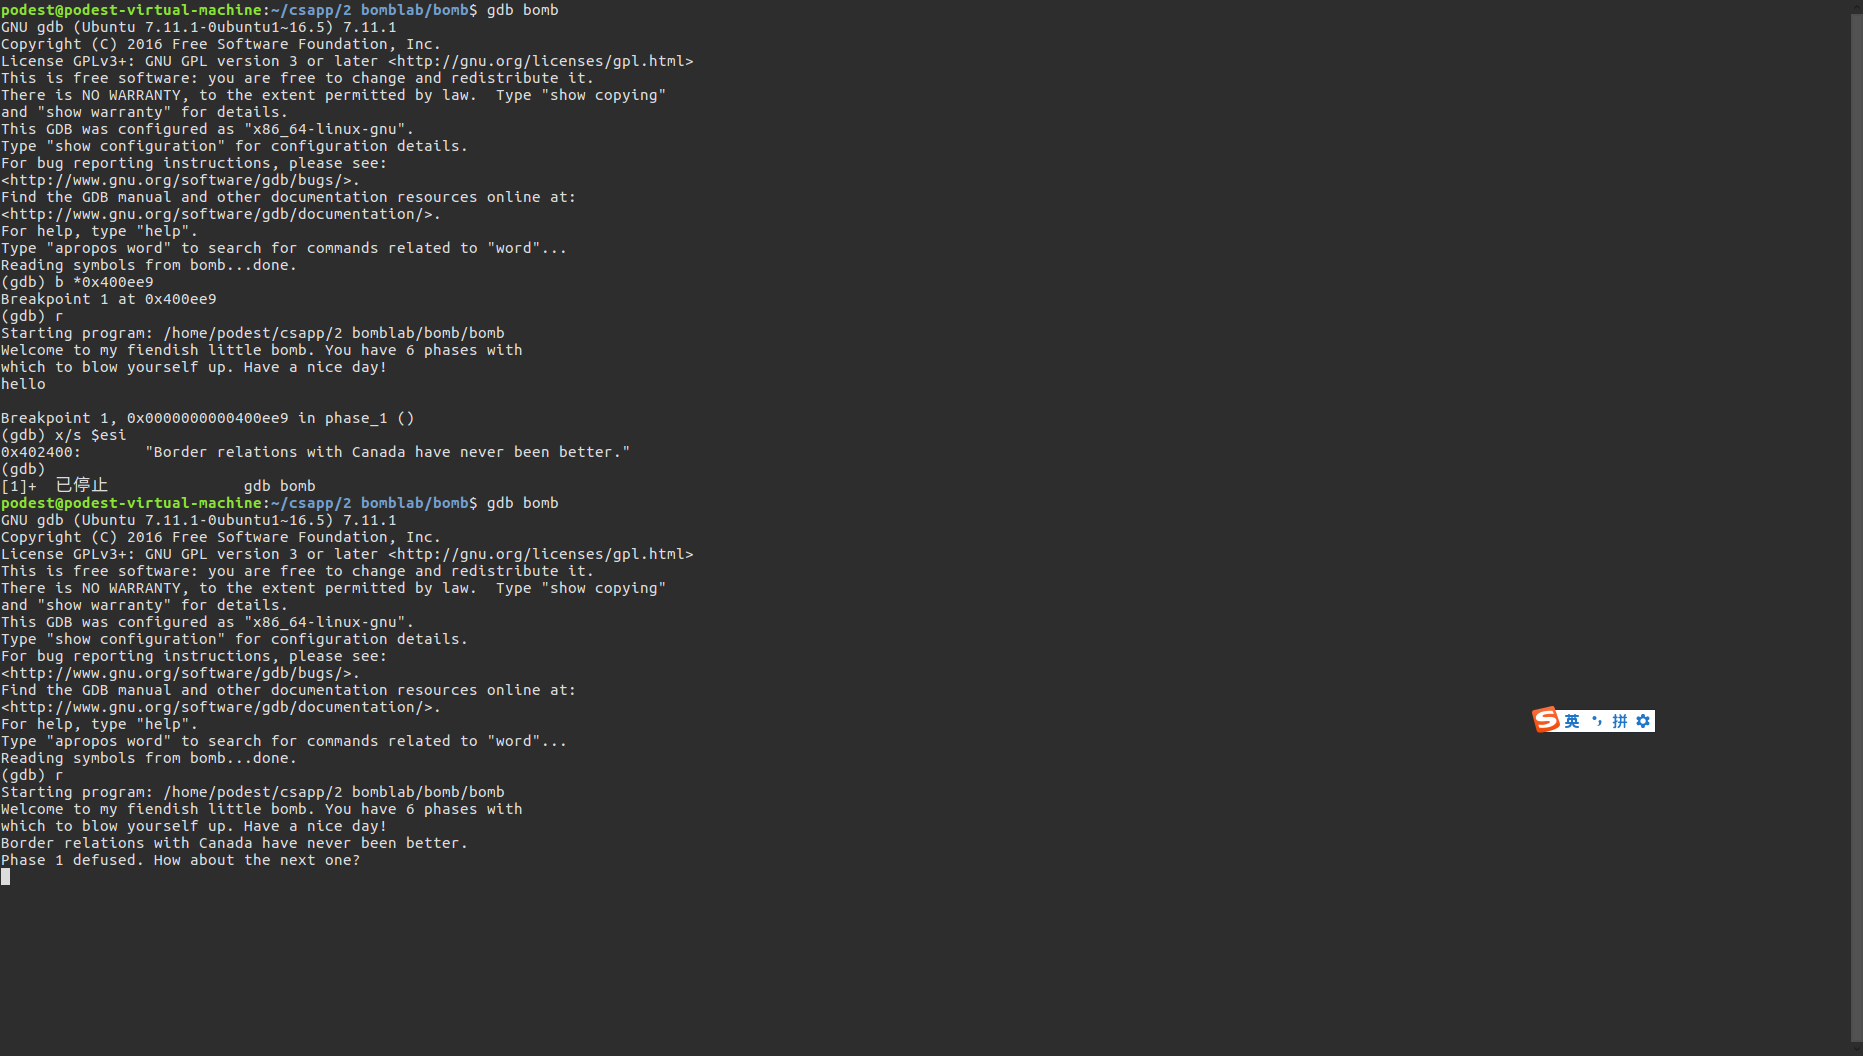 podest@podest-virtual-machine:~/csapp/2 bomblab/bomb$ gdb bomb
GNU gdb (Ubuntu 7.11.1-0ubuntu1~16.5) 7.11.1
Copyright (C) 2016 Free Software Foundation, Inc.
License GPLv3+: GNU GPL version 3 or later <http://gnu.org/licenses/gpl.html>
This is free software: you are free to change and redistribute it.
There is NO WARRANTY, to the extent permitted by law.  Type "show copying"
and "show warranty" for details.
This GDB was configured as "x86_64-linux-gnu".
Type "show configuration" for configuration details.
For bug reporting instructions, please see:
<http://www.gnu.org/software/gdb/bugs/>.
Find the GDB manual and other documentation resources online at:
<http://www.gnu.org/software/gdb/documentation/>.
For help, type "help".
Type "apropos word" to search for commands related to "word"...
Reading symbols from bomb...done.
(gdb) b *0x400ee9
Breakpoint 1 at 0x400ee9
(gdb) r
Starting program: /home/podest/csapp/2 bomblab/bomb/bomb
Welcome to my fiendish little bomb. You have 6 phases with
which to blow yourself up. Have a nice day!
hello
Breakpoint 1, 0x0000000000400ee9 in phase_1 ()
(gdb) x/s $esi
0x402400:       "Border relations with Canada have never been better."
(gdb)
[1]+  已停止               gdb bomb
podest@podest-virtual-machine:~/csapp/2 bomblab/bomb$ gdb bomb
GNU gdb (Ubuntu 7.11.1-0ubuntu1~16.5) 7.11.1
Copyright (C) 2016 Free Software Foundation, Inc.
License GPLv3+: GNU GPL version 3 or later <http://gnu.org/licenses/gpl.html>
This is free software: you are free to change and redistribute it.
There is NO WARRANTY, to the extent permitted by law.  Type "show copying"
and "show warranty" for details.
This GDB was configured as "x86_64-linux-gnu".
Type "show configuration" for configuration details.
For bug reporting instructions, please see:
<http://www.gnu.org/software/gdb/bugs/>.
Find the GDB manual and other documentation resources online at:
<http://www.gnu.org/software/gdb/documentation/>.
For help, type "help".
Type "apropos word" to search for commands related to "word"...
Reading symbols from bomb...done.
(gdb) r
Starting program: /home/podest/csapp/2 bomblab/bomb/bomb
Welcome to my fiendish little bomb. You have 6 phases with
which to blow yourself up. Have a nice day!
Border relations with Canada have never been better.
Phase 1 defused. How about the next one?
S 英 拼